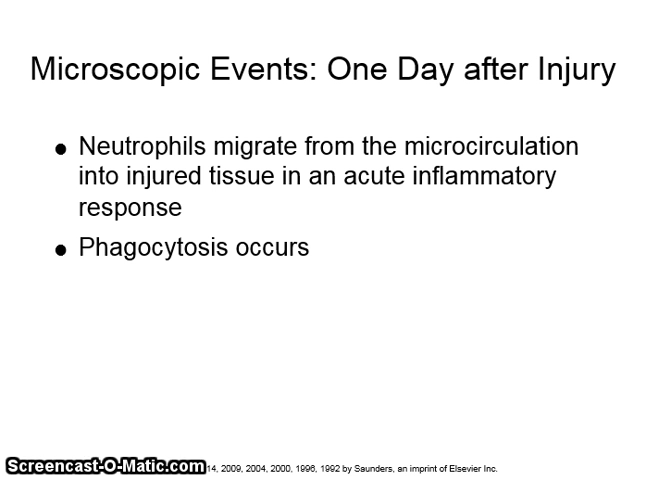 Microscopic Events: One Day after Injury
● Neutrophils migrate from the microcirculation
into injured tissue in an acute inflammatory
response
● Phagocytosis occurs
Screencast-O-Matic.com 14, 2009, 2004, 2000, 1996, 1992 by Saunders, an imprint of Elsevier Inc.